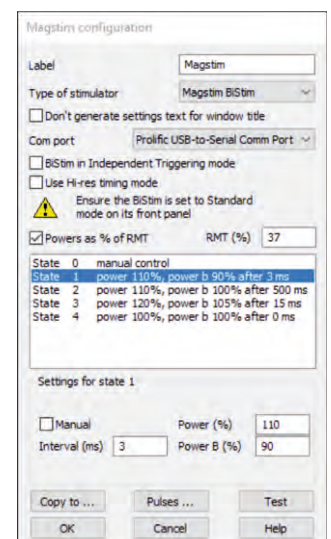 Magstim configuration
Label Magstim
Type of stimulator Magstim BiStim
Don't generate settings text for window title
Com port Prolific USB-to-Serial Comm Port
BiStim in Independent Triggering mode
Use Hi-res timing mode
Ensure the BiStim is set to Standard
mode on its front panel
Powers as % of RMT RMT (%) 37
State 0 manual control
State 1 power 110%, power b 90% after 3 ms
State 2 power 110%, power b 100% after 500 ms
State 3 power 120%, power b 105% after 15 ms
State 4 power 100%, power b 100% after 0 ms
Settings for state 1
Manual Power (%) 110
Interval (ms) 3 Power B (%) 90
Copy to ... Pulses ... Test
OK Cancel Help